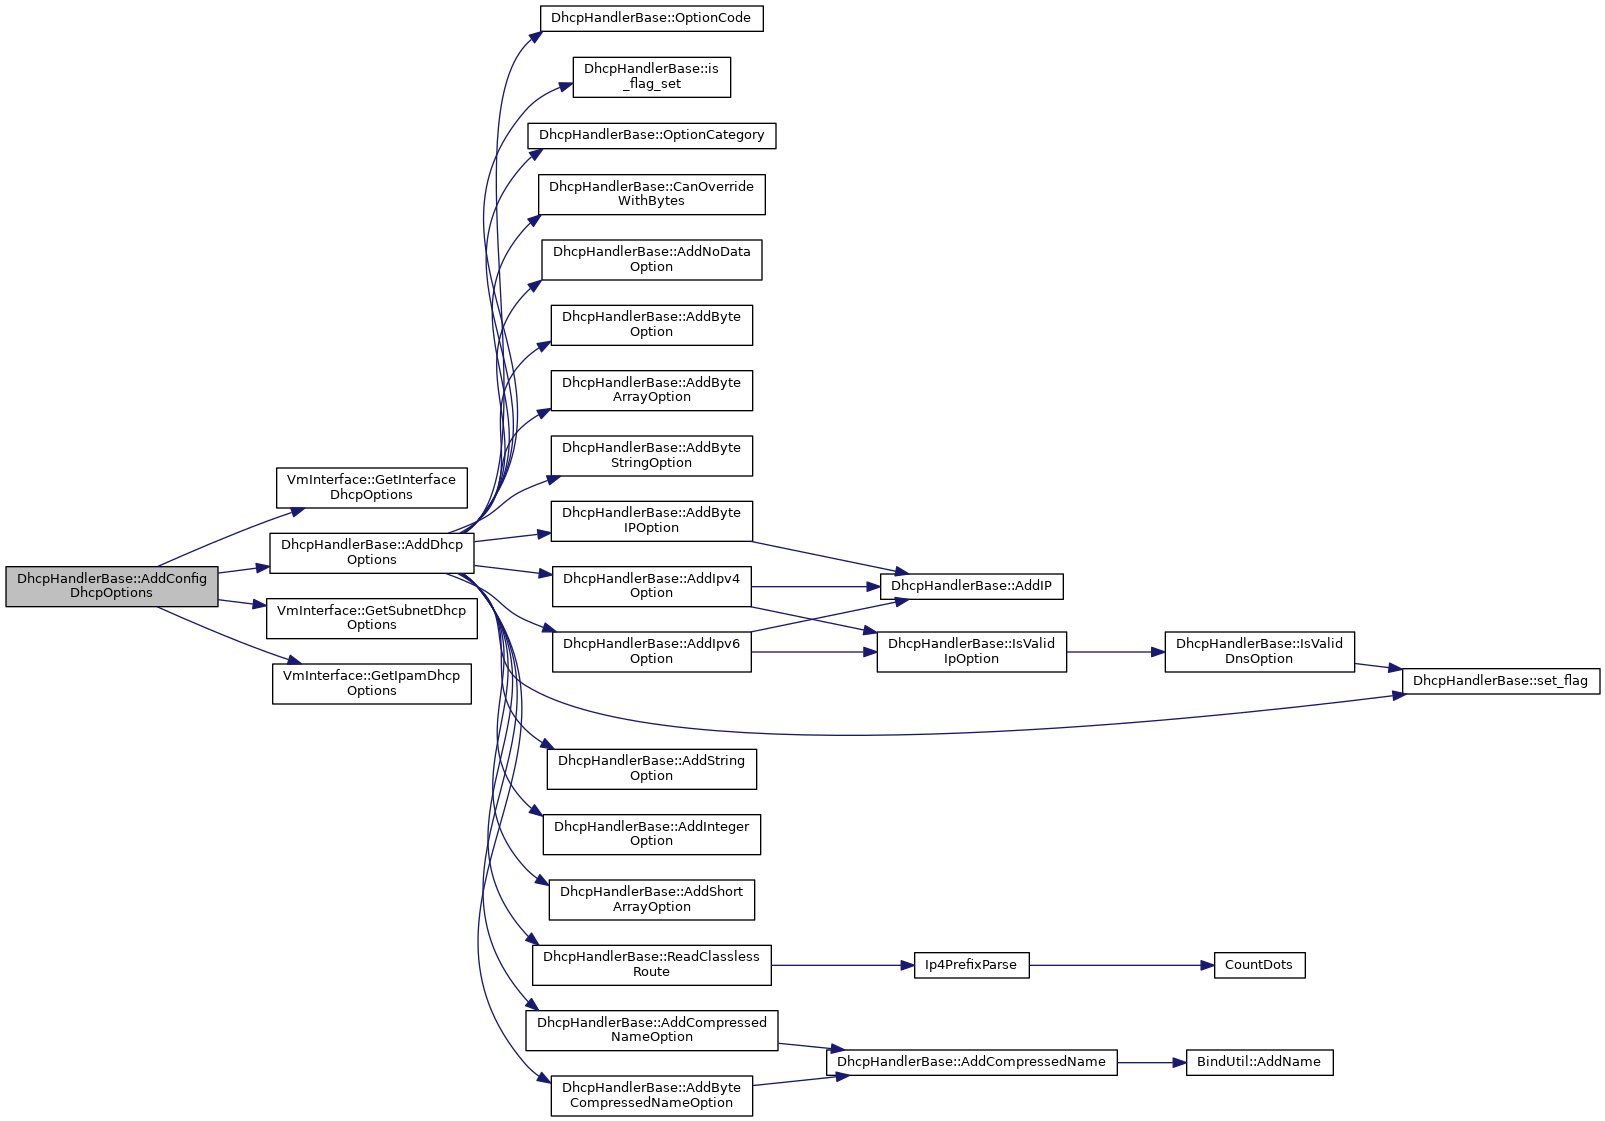 DhcpHandlerBase::AddConfig
DhcpOptions
VmInterface::GetInterface
DhcpOptions
DhcpHandlerBase::AddDhcp
Options
VmInterface::GetSubnetDhcp
Options
VmInterface::GetIpamDhcp
Options
DhcpHandlerBase::OptionCode
DhcpHandlerBase::is
_flag_set
DhcpHandlerBase::OptionCategory
DhcpHandlerBase::CanOverride
WithBytes
DhcpHandlerBase::AddNoData
Option
DhcpHandlerBase::AddByte
Option
DhcpHandlerBase::AddByte
ArrayOption
DhcpHandlerBase::AddByte
StringOption
DhcpHandlerBase::AddByte
IPOption
DhcpHandlerBase::AddIpv4
Option
DhcpHandlerBase::AddIpv6
Option
DhcpHandlerBase::AddString
Option
DhcpHandlerBase::AddInteger
Option
DhcpHandlerBase::AddShort
ArrayOption
DhcpHandlerBase::ReadClassless
Route
DhcpHandlerBase::AddCompressed
NameOption
DhcpHandlerBase::AddByte
CompressedNameOption
DhcpHandlerBase::AddIP
DhcpHandlerBase::IsValid
IpOption
DhcpHandlerBase::IsValid
DnsOption
DhcpHandlerBase::set_flag
Ip4PrefixParse
CountDots
DhcpHandlerBase::AddCompressedName
BindUtil::AddName